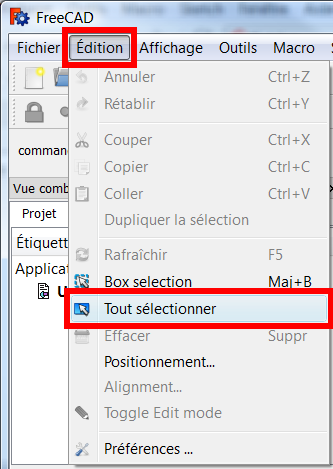 FreeCAD
Fichier Édition Affichage Outils Macro
Annuler Ctrl+Z
Rétablir Ctrl+Y
Couper Ctrl+X
Copier Ctrl+C
Coller Ctrl+V
Dupliquer la sélection
Rafraîchir F5
Box selection Maj+B
Tout sélectionner
Effacer Suppr
Positionnement...
Alignment...
Toggle Edit mode
Préférences ...
comman
Vue comb
Projet
Étiquett
Applicat
U